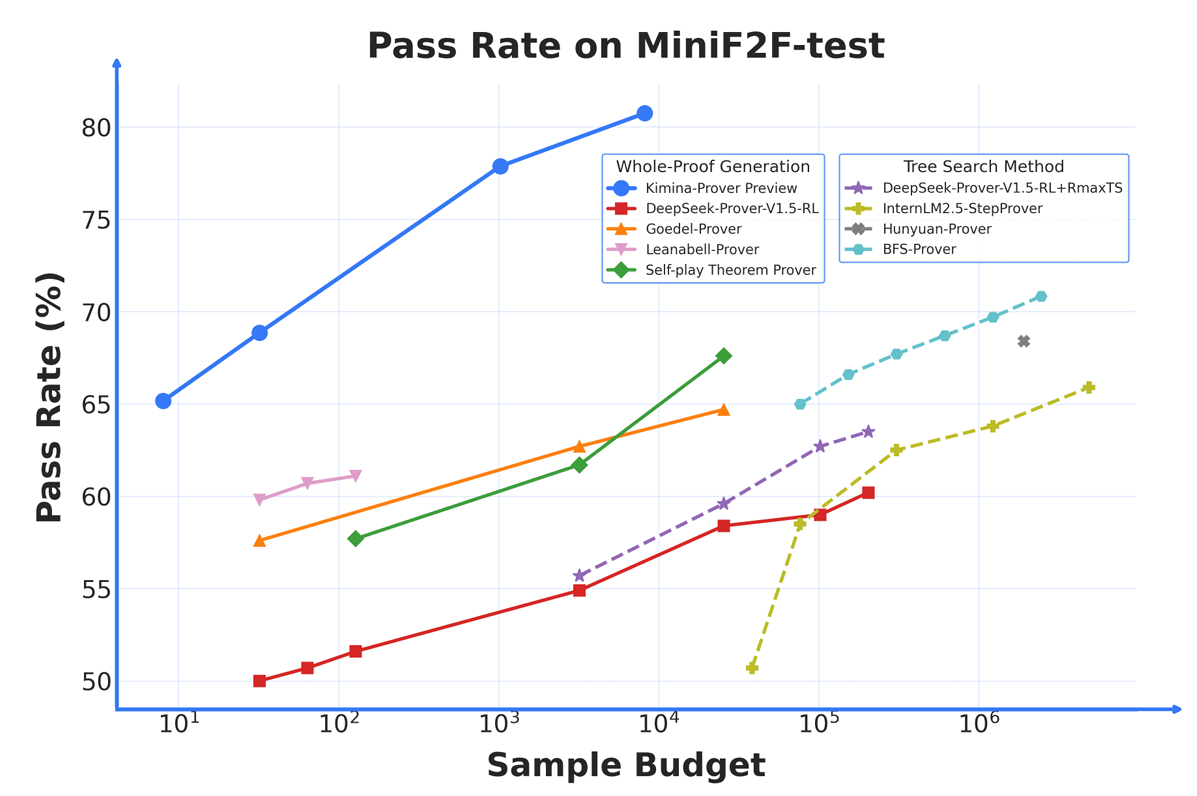 Pass Rate on MiniF2F-test
Pass Rate (%)
80
75
70
65
60
55
50
Whole-Proof Generation
Kimina-Prover Preview
DeepSeek-Prover-V1.5-RL
Goedel-Prover
Leanabell-Prover
Self-play Theorem Prover
Tree Search Method
DeepSeek-Prover-V1.5-RL+RmaxTS
InternLM2.5-StepProver
Hunyuan-Prover
BFS-Prover
10¹ 10² 10³ 10⁴ 10⁵ 10⁶
Sample Budget